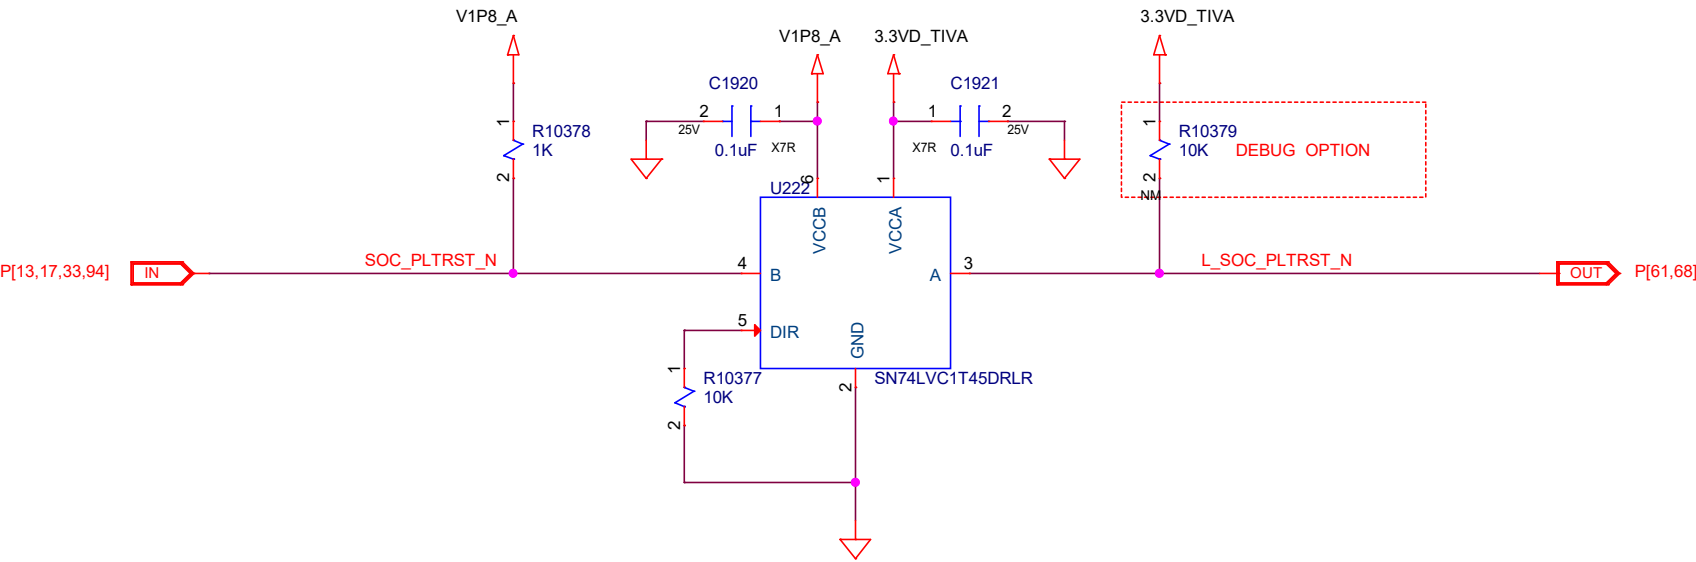 V1P8_A
3.3VD_TIVA
V1P8_A
3.3VD_TIVA
C1920
C1921
2
1
1
2
25V
X7R
X7R
25V
0.1uF
0.1uF
1
R10378
1K
2
1
R10379
10K
DEBUG OPTION
2
NM
6
1
U222
VCCB
VCCA
P[13,17,33,94]
IN
SOC_PLTRST_N
4
B
A
3
L_SOC_PLTRST_N
OUT
P[61,68]
5
DIR
GND
1
R10377
10K
2
2
SN74LVC1T45DRLR